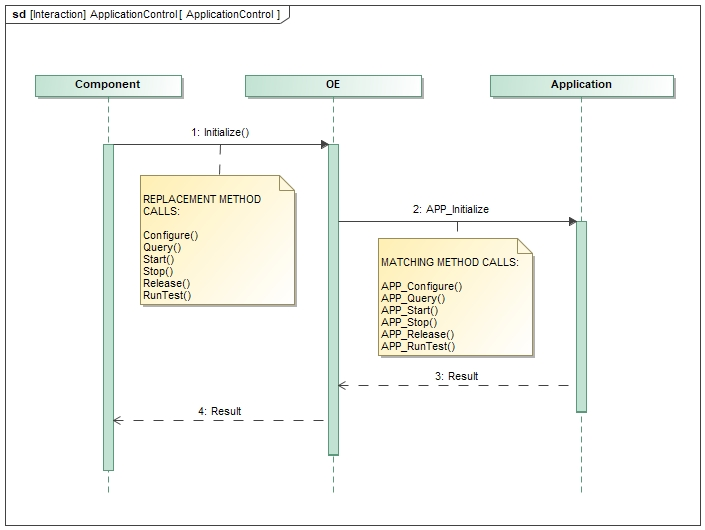 sd [Interaction] ApplicationControl[ ApplicationControl ]
Component
OE
Application
1: Initialize()
REPLACEMENT METHOD
CALLS:
Configure()
Query()
Start()
Stop()
Release()
RunTest()
2: APP_Initialize
MATCHING METHOD CALLS:
APP_Configure()
APP_Query()
APP_Start()
APP_Stop()
APP_Release()
APP_RunTest()
3: Result
4: Result